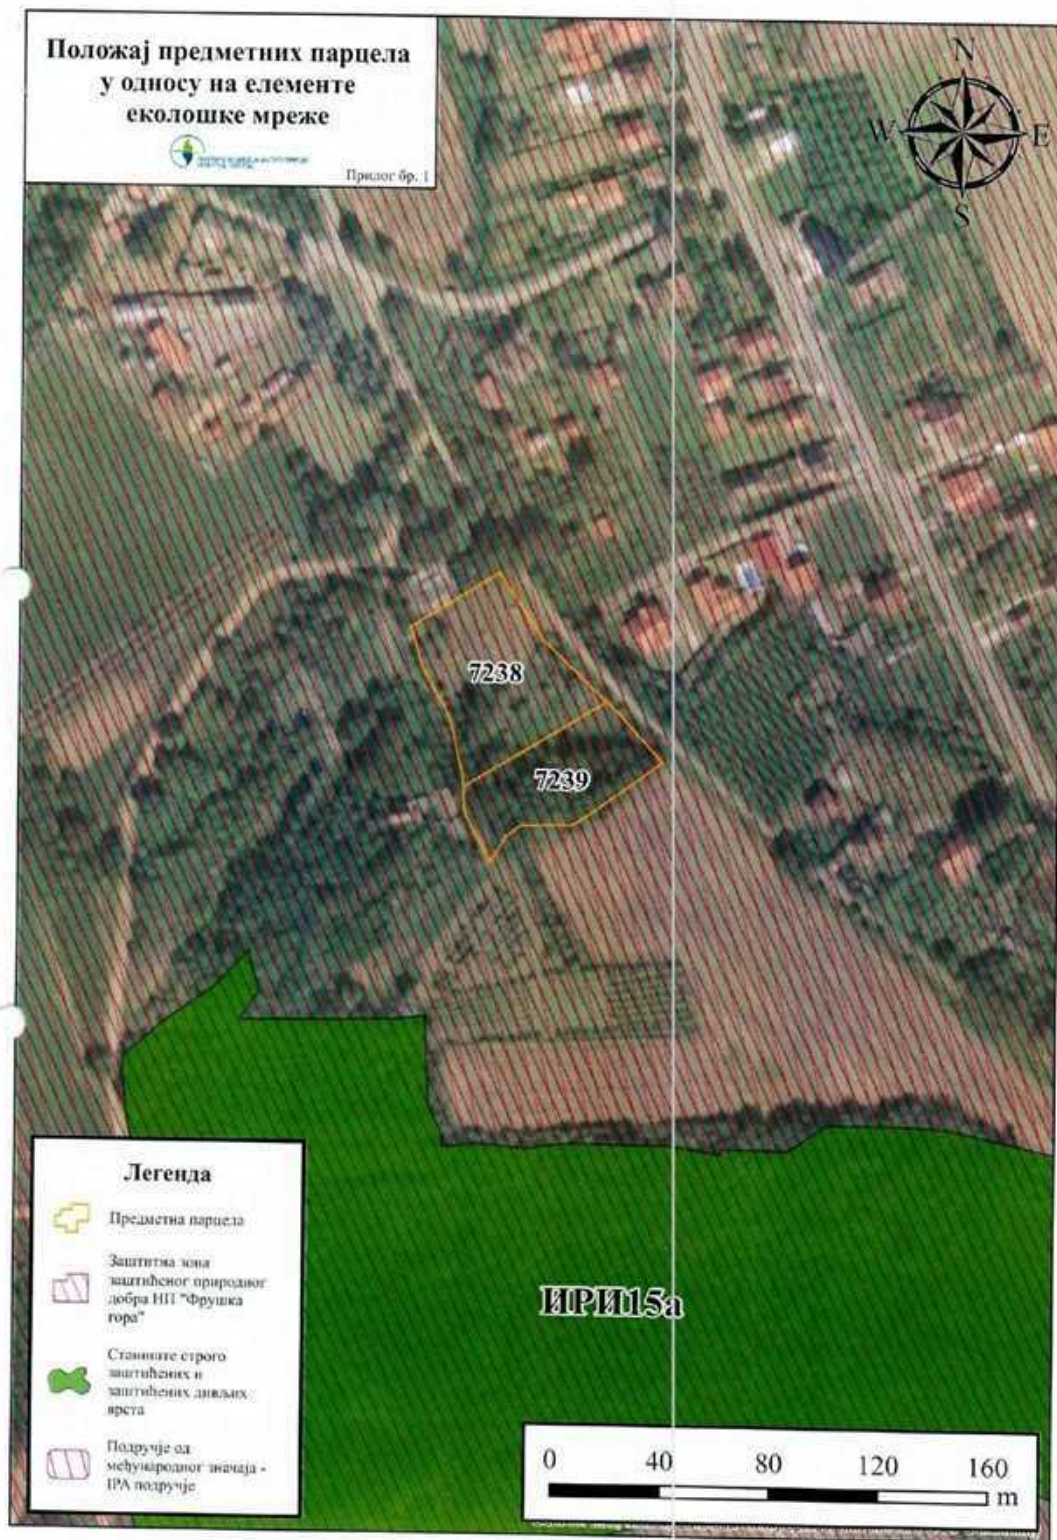 Положај предметних парцела
у односу на елементе
еколошке мреже
Прилог бр. 1
N
W
E
S
7238
7239
ИРИ15а
Легенда
Предметна парцела
Заштитна зона
заштићеног природног
добра НП "Фрушка
гора"
Станиште строго
заштићених и
заштићених дивљих
врста
Подручје од
међународног значаја -
IPA подручје
0 40 80 120 160
m